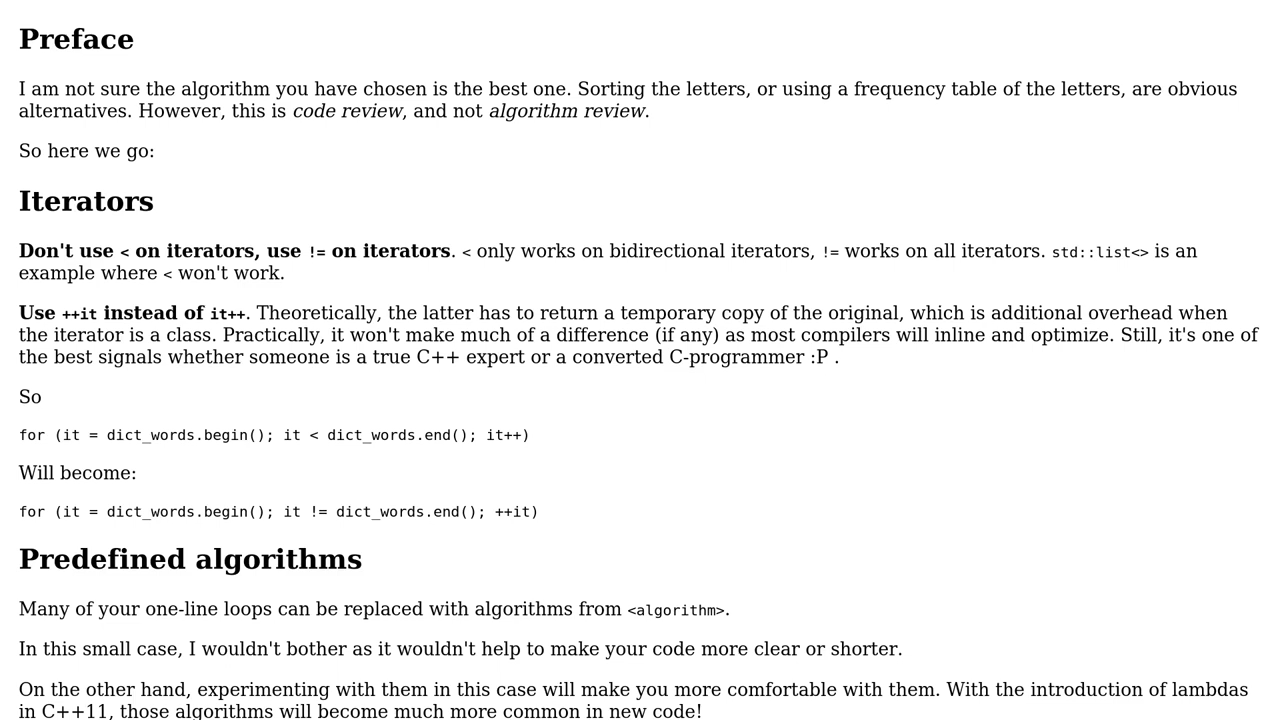 Preface
I am not sure the algorithm you have chosen is the best one. Sorting the letters, or using a frequency table of the letters, are obvious
alternatives. However, this is code review, and not algorithm review.
So here we go:
Iterators
Don't use < on iterators, use != on iterators. < only works on bidirectional iterators, != works on all iterators. std::list<> is an
example where < won't work.
Use ++it instead of it++. Theoretically, the latter has to return a temporary copy of the original, which is additional overhead when
the iterator is a class. Practically, it won't make much of a difference (if any) as most compilers will inline and optimize. Still, it's one of
the best signals whether someone is a true C++ expert or a converted C-programmer :P .
So
for (it = dict_words.begin(); it < dict_words.end(); it++)
Will become:
for (it = dict_words.begin(); it != dict_words.end(); ++it)
Predefined algorithms
Many of your one-line loops can be replaced with algorithms from <algorithm>.
In this small case, I wouldn't bother as it wouldn't help to make your code more clear or shorter.
On the other hand, experimenting with them in this case will make you more comfortable with them. With the introduction of lambdas
in C++11, those algorithms will become much more common in new code!